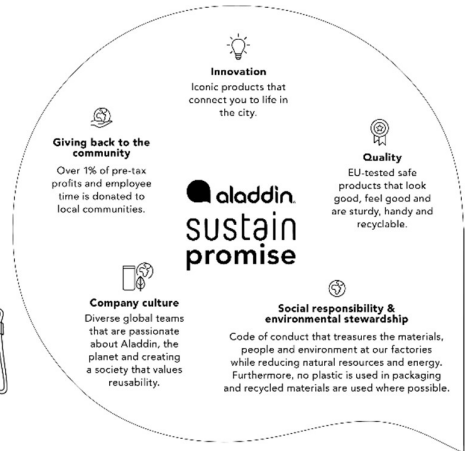 Innovation
Iconic products that
connect you to life in
the city.
Giving back to the
community
Over 1% of pre-tax
profits and employee
time is donated to
local communities.
Quality
EU-tested safe
products that look
good, feel good and
are sturdy, handy and
recyclable.
aladdin
sustain
promise
Company culture
Diverse global teams
that are passionate
about Aladdin, the
planet and creating
a society that values
reusability.
Social responsibility &
environmental stewardship
Code of conduct that treasures the materials,
people and environment at our factories
while reducing natural resources and energy.
Furthermore, no plastic is used in packaging
and recycled materials are used where possible.